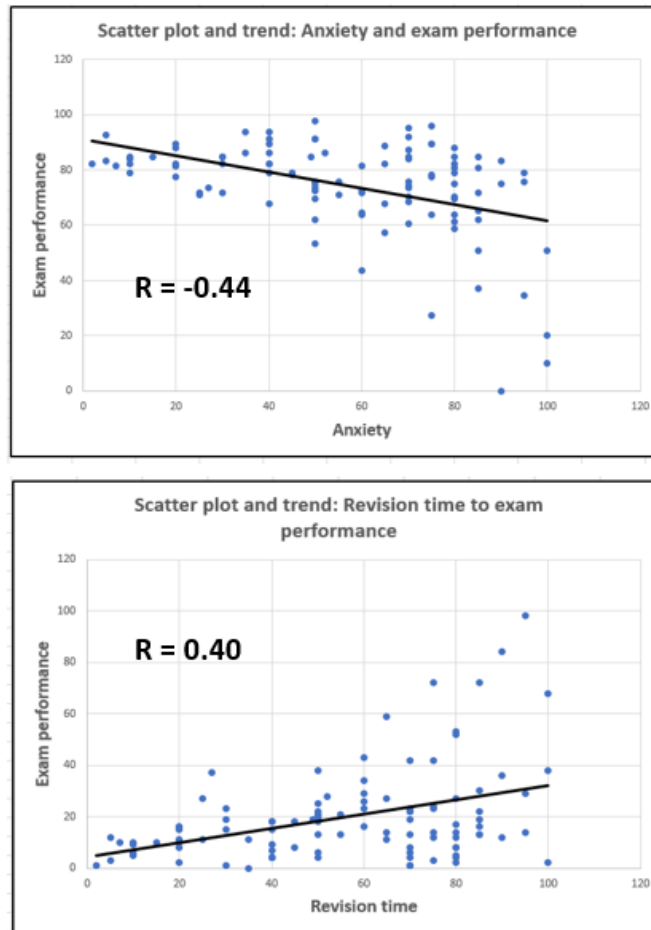 Scatter plot and trend: Anxiety and exam performance
120
100
80
60
40
20
0
Exam performance
R = -0.44
0 20 40 60 80 100 120
Anxiety
Scatter plot and trend: Revision time to exam
performance
120
100
80
60
40
20
0
Exam performance
R = 0.40
0 20 40 60 80 100 120
Revision time